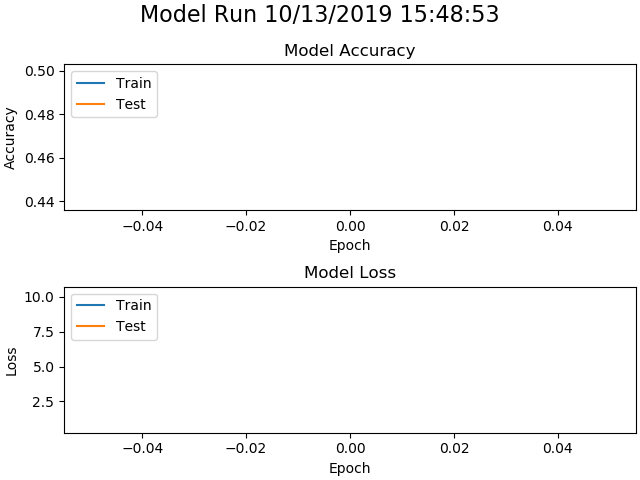 Model Run 10/13/2019 15:48:53
Model Accuracy
0.50
0.48
0.46
0.44
Accuracy
Train
Test
−0.04 −0.02 0.00 0.02 0.04
Epoch
Model Loss
10.0
7.5
5.0
2.5
Loss
Train
Test
−0.04 −0.02 0.00 0.02 0.04
Epoch